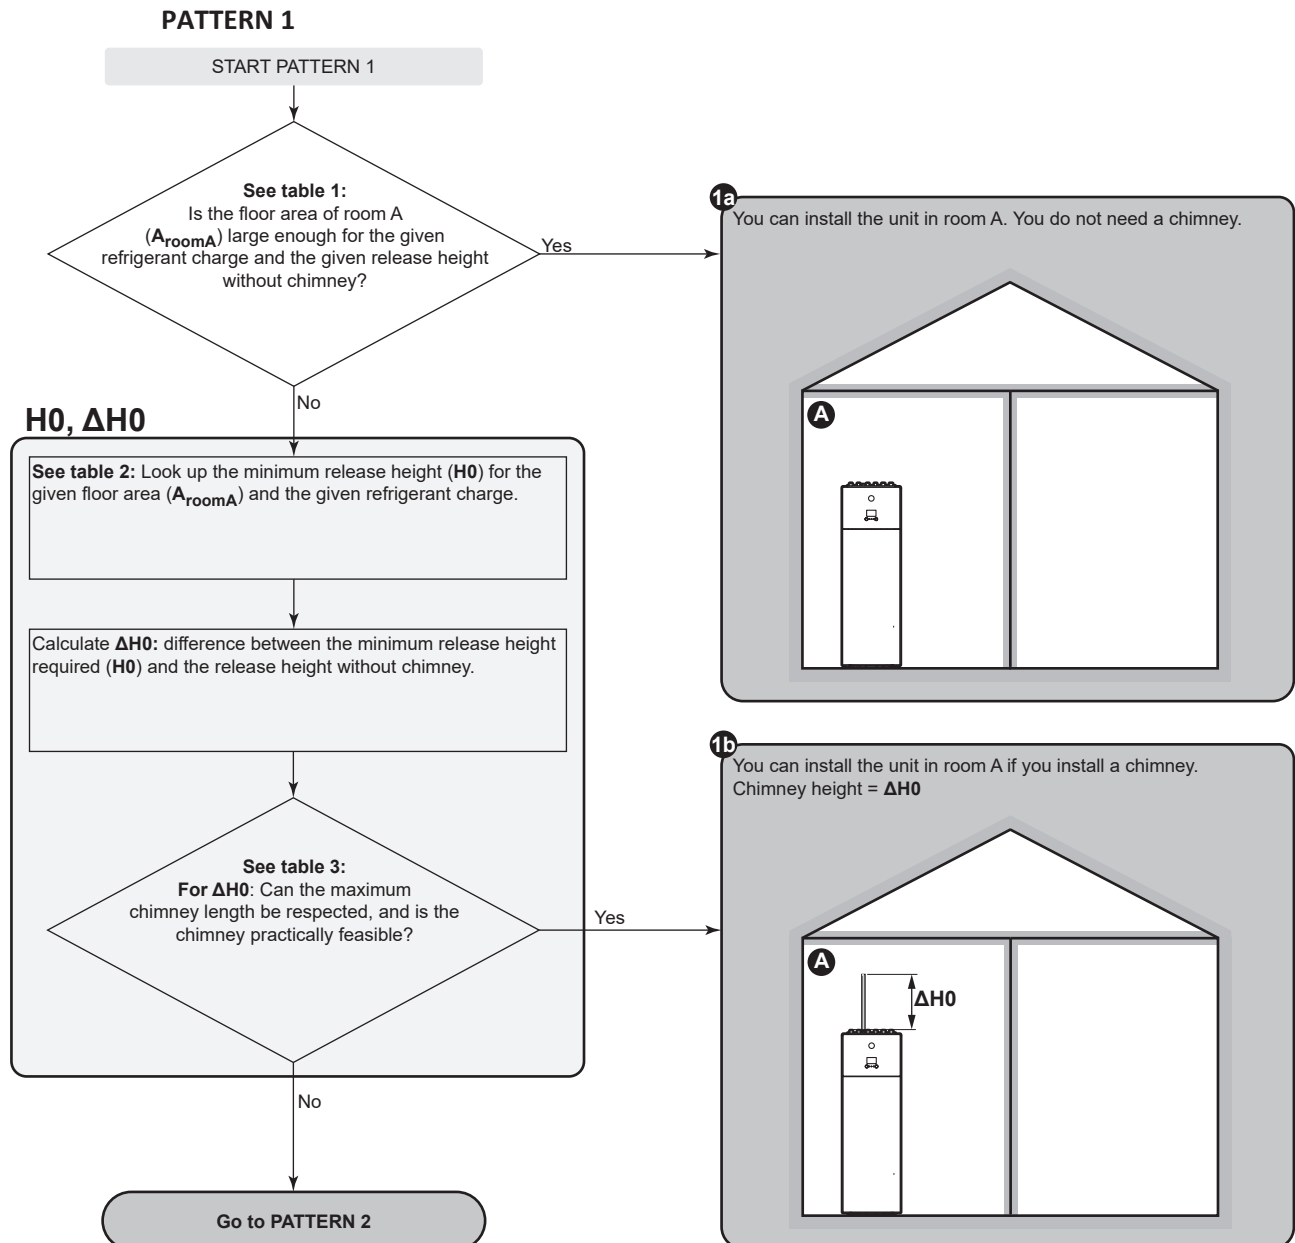 PATTERN 1
START PATTERN 1
See table 1:
Is the floor area of room A
(AroomA) large enough for the given
refrigerant charge and the given release height
without chimney?
Yes
1a
You can install the unit in room A. You do not need a chimney.
A
No
H0, ΔH0
See table 2: Look up the minimum release height (H0) for the
given floor area (AroomA) and the given refrigerant charge.
Calculate ΔH0: difference between the minimum release height
required (H0) and the release height without chimney.
See table 3:
For ΔH0: Can the maximum
chimney length be respected, and is the
chimney practically feasible?
Yes
1b
You can install the unit in room A if you install a chimney.
Chimney height = ΔH0
A
ΔH0
No
Go to PATTERN 2